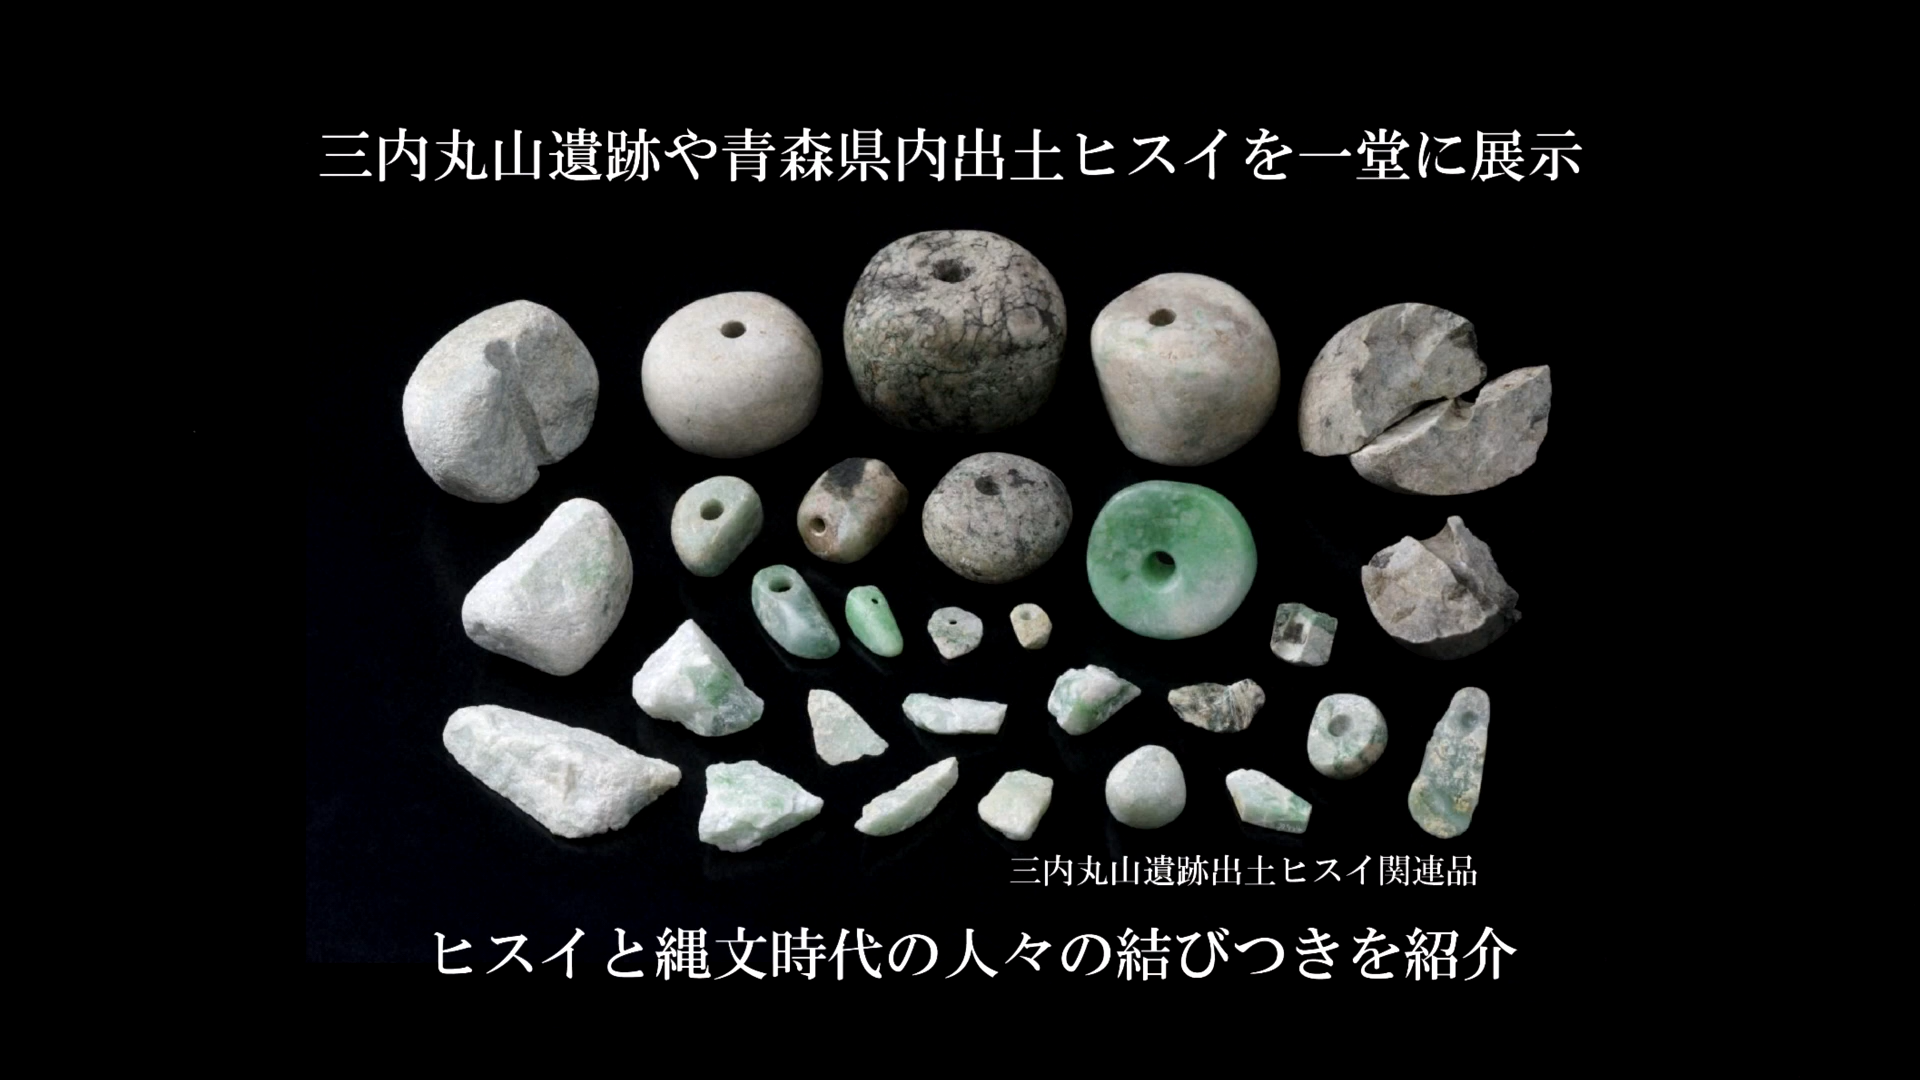 三内丸山遺跡や青森県内出土ヒスイを一堂に展示
三内丸山遺跡出土ヒスイ関連品
ヒスイと縄文時代の人々の結びつきを紹介